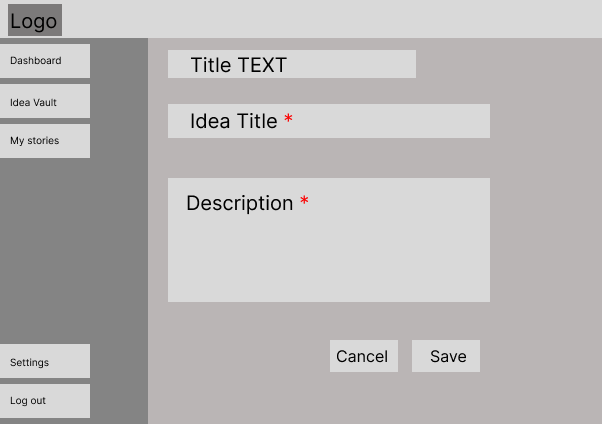 Logo
Dashboard
Idea Vault
My stories
Settings
Log out
Title TEXT
Idea Title *
Description *
Cancel
Save